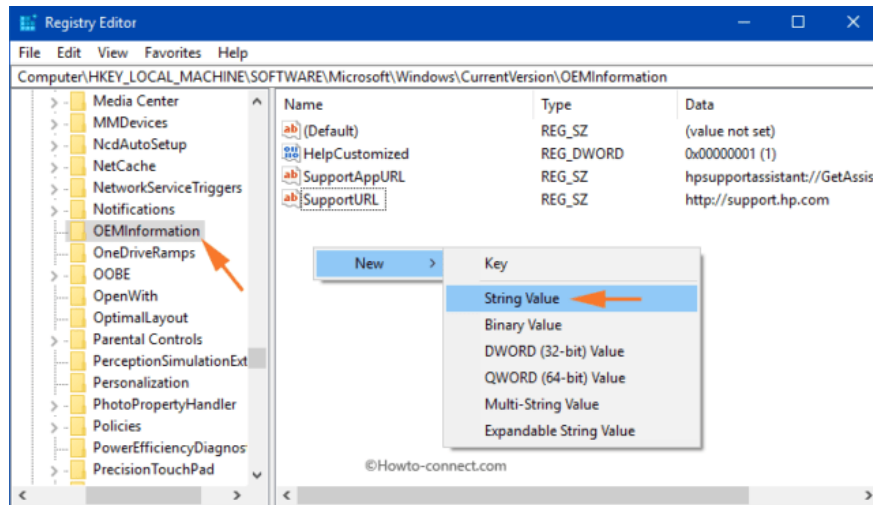 Registry Editor
File Edit View Favorites Help
Computer\HKEY_LOCAL_MACHINE\SOFTWARE\Microsoft\Windows\CurrentVersion\OEMInformation
Media Center
MMDevices
NcdAutoSetup
NetCache
NetworkServiceTriggers
Notifications
OEMInformation
OneDriveRamps
OOBE
OpenWith
OptimalLayout
Parental Controls
PerceptionSimulationExt
Personalization
PhotoPropertyHandler
Policies
PowerEfficiencyDiagnos
PrecisionTouchPad
Name Type Data
(Default) REG_SZ (value not set)
HelpCustomized REG_DWORD 0x00000001 (1)
SupportAppURL REG_SZ hpsupportassistant://GetAssis
SupportURL REG_SZ http://support.hp.com
New
Key
String Value
Binary Value
DWORD (32-bit) Value
QWORD (64-bit) Value
Multi-String Value
Expandable String Value
©Howto-connect.com